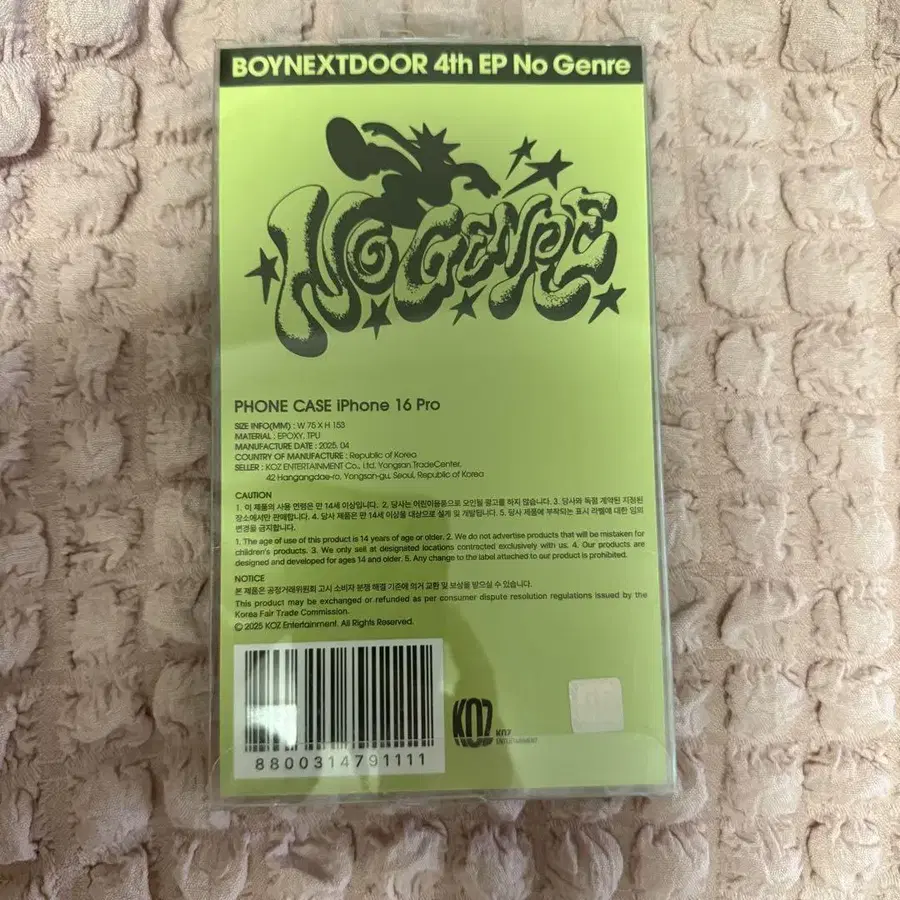 BOYNEXTDOOR 4th EP No Genre
NO GENRE
PHONE CASE iPhone 16 Pro
SIZE INFO(MM) : W 75 X H 153
MATERIAL : EPOXY, TPU
MANUFACTURE DATE : 2025. 04
COUNTRY OF MANUFACTURE : Republic of Korea
SELLER : KOZ ENTERTAINMENT Co., Ltd. Yongsan TradeCenter,
42 Hangangdae-ro, Yongsan-gu, Seoul, Republic of Korea
CAUTION
1. 이 제품의 사용 연령은 만 14세 이상입니다. 2. 당사는 어린이용품으로 오인될 광고를 하지 않습니다. 3. 당사와 독점 계약된 지정된
장소에서만 판매합니다. 4. 당사 제품은 만 14세 이상을 대상으로 설계 및 개발됩니다. 5. 당사 제품에 부착되는 표시 라벨에 대한 임의
변경을 금지합니다.
1. The age of use of this product is 14 years of age or older. 2. We do not advertise products that will be mistaken for
children's products. 3. We only sell at designated locations contracted exclusively with us. 4. Our products are
designed and developed for ages 14 and older. 5. Any change to the label attached to out product is prohibited.
NOTICE
본 제품은 공정거래위원회 고시 소비자 분쟁 해결 기준에 의거 교환 및 보상을 받으실 수 있습니다.
This product may be exchanged or refunded as per consumer dispute resolution regulations issued by the
Korea Fair Trade Commission.
© 2025 KOZ Entertainment. All Rights Reserved.
KOZ KOZ
ENTERTAINMENT
8800314791111